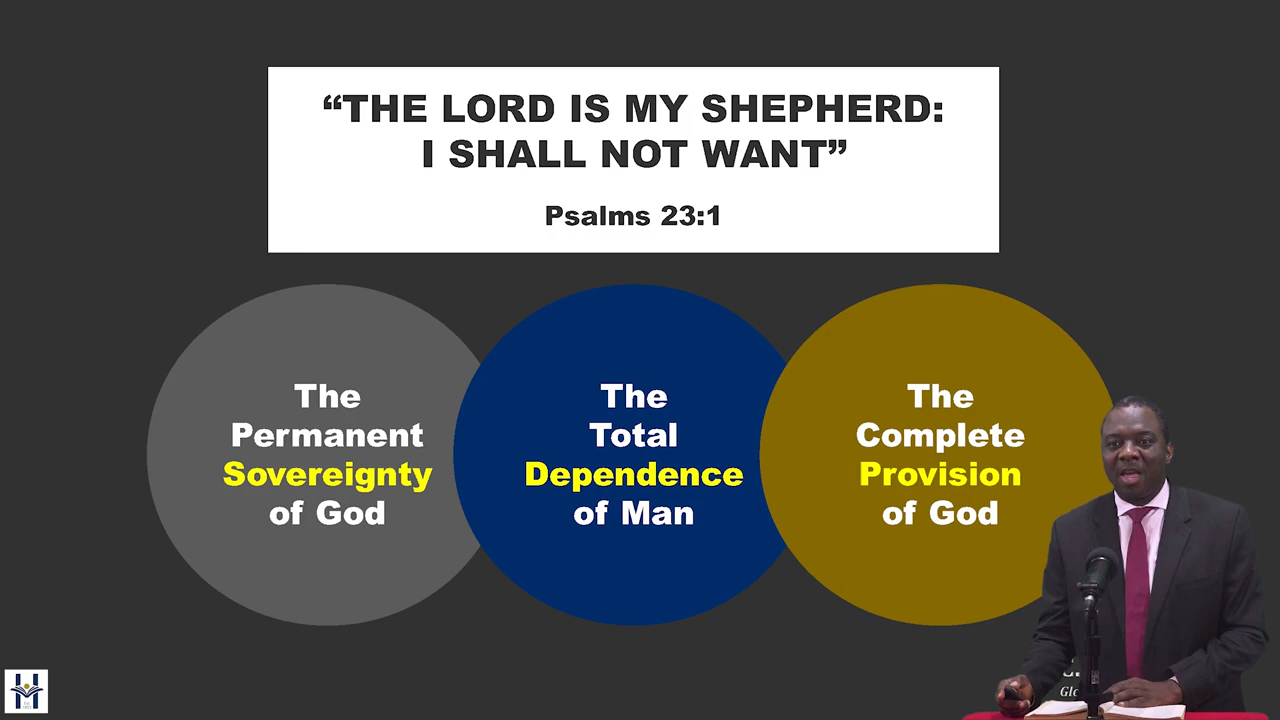 “THE LORD IS MY SHEPHERD:
I SHALL NOT WANT”
Psalms 23:1
The
Permanent
Sovereignty
of God
The
Total
Dependence
of Man
The
Complete
Provision
of God
HM